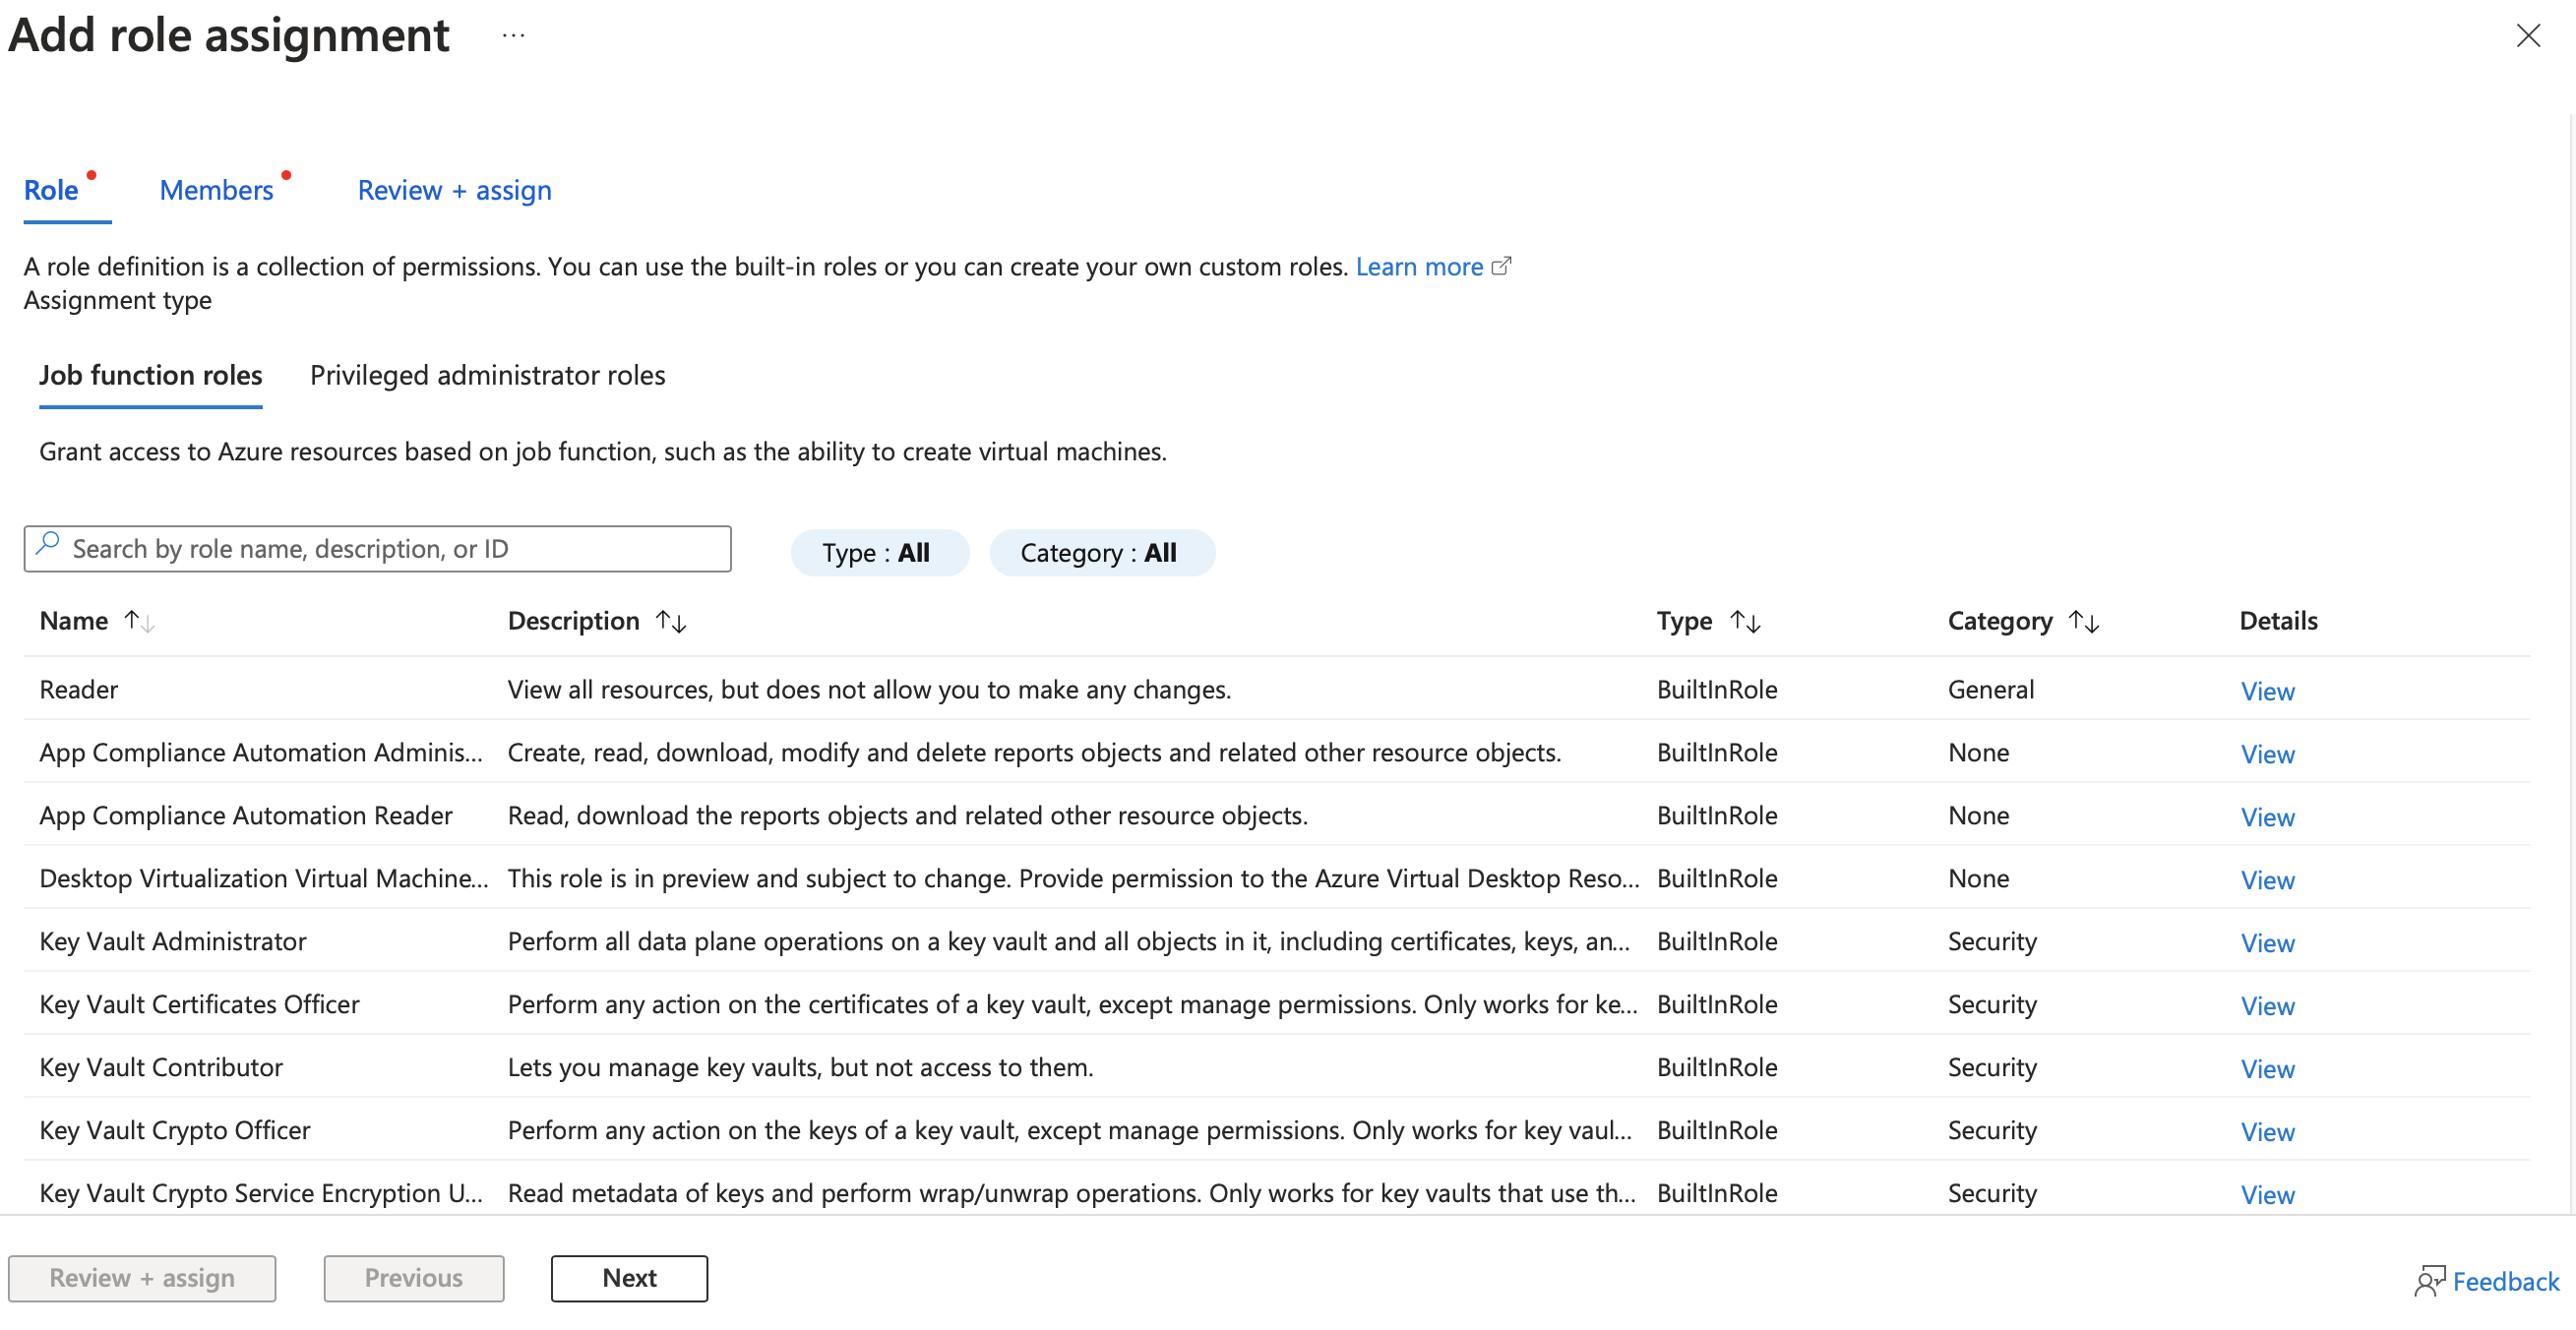 Add role assignment ...
Role Members Review + assign
A role definition is a collection of permissions. You can use the built-in roles or you can create your own custom roles. Learn more
Assignment type
Job function roles Privileged administrator roles
Grant access to Azure resources based on job function, such as the ability to create virtual machines.
Search by role name, description, or ID Type : All Category : All
Name Description Type Category Details
Reader View all resources, but does not allow you to make any changes. BuiltInRole General View
App Compliance Automation Adminis... Create, read, download, modify and delete reports objects and related other resource objects. BuiltInRole None View
App Compliance Automation Reader Read, download the reports objects and related other resource objects. BuiltInRole None View
Desktop Virtualization Virtual Machine... This role is in preview and subject to change. Provide permission to the Azure Virtual Desktop Reso... BuiltInRole None View
Key Vault Administrator Perform all data plane operations on a key vault and all objects in it, including certificates, keys, an... BuiltInRole Security View
Key Vault Certificates Officer Perform any action on the certificates of a key vault, except manage permissions. Only works for ke... BuiltInRole Security View
Key Vault Contributor Lets you manage key vaults, but not access to them. BuiltInRole Security View
Key Vault Crypto Officer Perform any action on the keys of a key vault, except manage permissions. Only works for key vaul... BuiltInRole Security View
Key Vault Crypto Service Encryption U... Read metadata of keys and perform wrap/unwrap operations. Only works for key vaults that use th... BuiltInRole Security View
Review + assign Previous Next Feedback